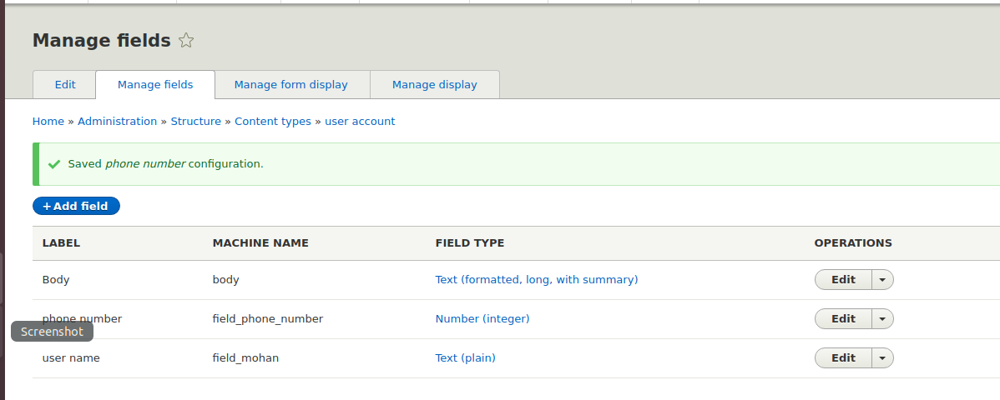 Manage fields
Edit Manage fields Manage form display Manage display
Home » Administration » Structure » Content types » user account
Saved phone number configuration.
+ Add field
LABEL MACHINE NAME FIELD TYPE OPERATIONS
Body body Text (formatted, long, with summary) Edit
phone number field_phone_number Number (integer) Edit
Screenshot
user name field_mohan Text (plain) Edit